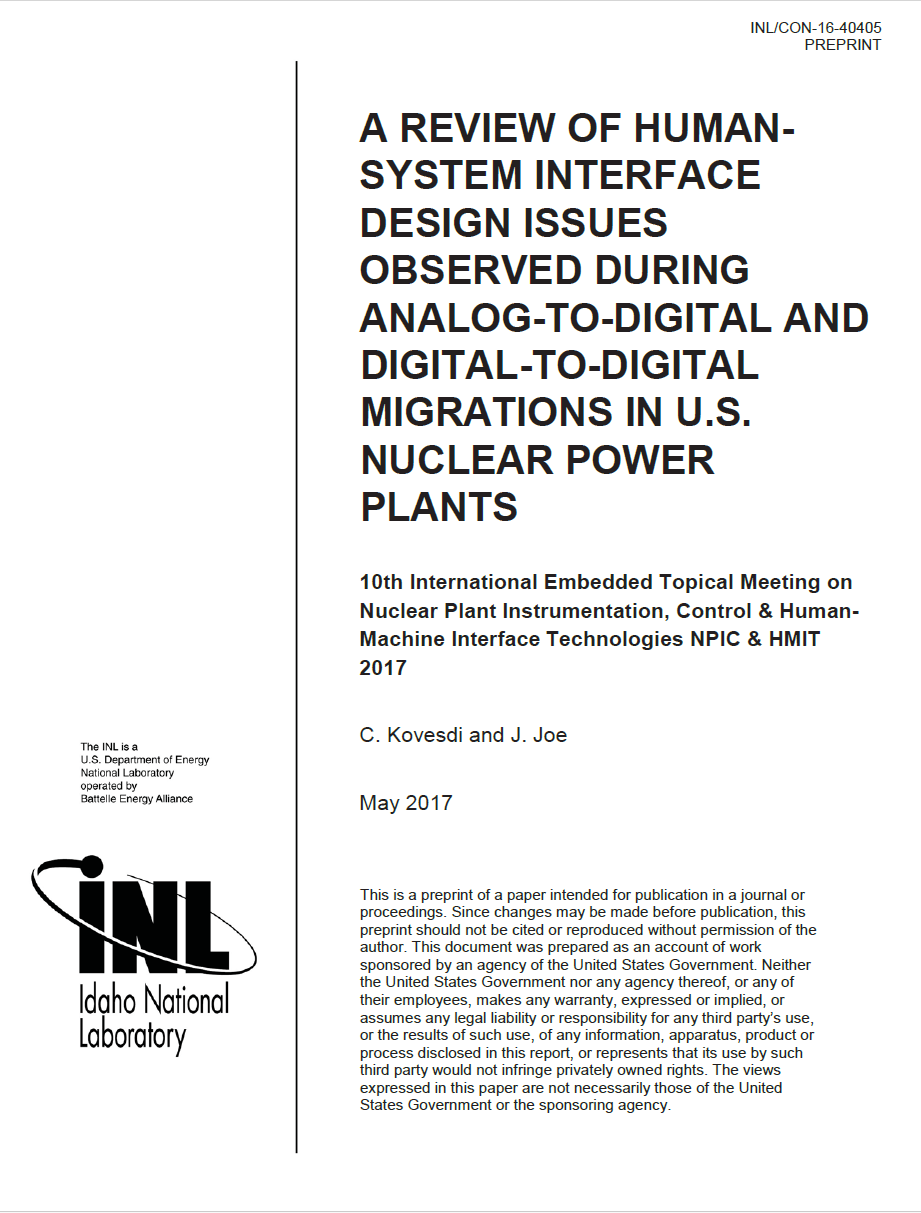 INL/CON-16-40405
PREPRINT
A REVIEW OF HUMAN-
SYSTEM INTERFACE
DESIGN ISSUES
OBSERVED DURING
ANALOG-TO-DIGITAL AND
DIGITAL-TO-DIGITAL
MIGRATIONS IN U.S.
NUCLEAR POWER
PLANTS
10th International Embedded Topical Meeting on
Nuclear Plant Instrumentation, Control & Human-
Machine Interface Technologies NPIC & HMIT
2017
C. Kovesdi and J. Joe
May 2017
The INL is a
U.S. Department of Energy
National Laboratory
operated by
Battelle Energy Alliance
INL
Idaho National
Laboratory
This is a preprint of a paper intended for publication in a journal or
proceedings. Since changes may be made before publication, this
preprint should not be cited or reproduced without permission of the
author. This document was prepared as an account of work
sponsored by an agency of the United States Government. Neither
the United States Government nor any agency thereof, or any of
their employees, makes any warranty, expressed or implied, or
assumes any legal liability or responsibility for any third party's use,
or the results of such use, of any information, apparatus, product or
process disclosed in this report, or represents that its use by such
third party would not infringe privately owned rights. The views
expressed in this paper are not necessarily those of the United
States Government or the sponsoring agency.